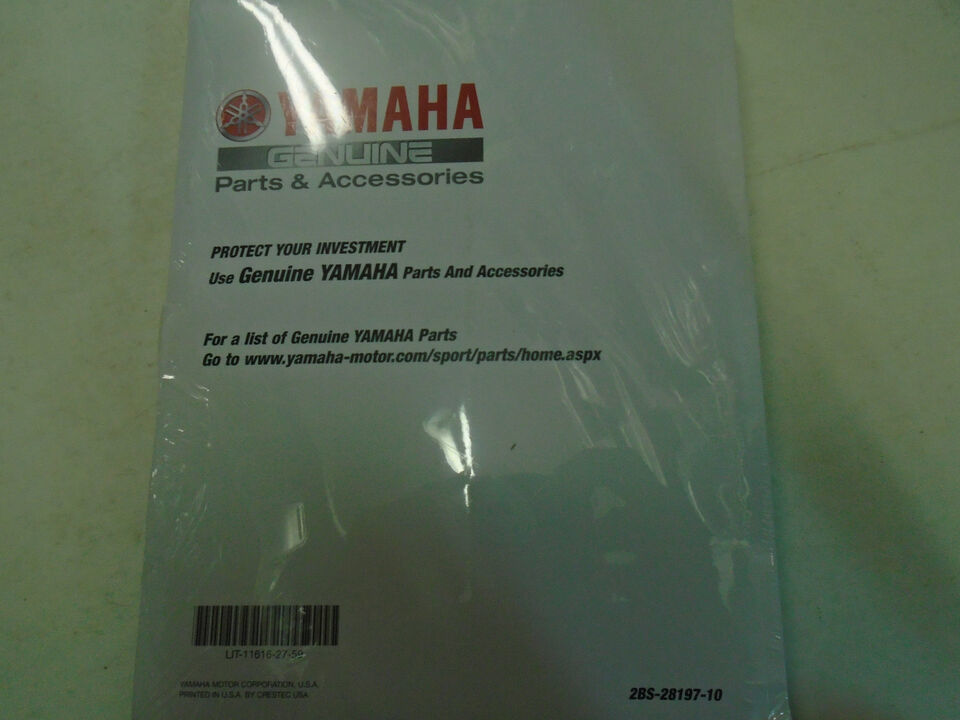 YAMAHA
GENUINE
Parts & Accessories
PROTECT YOUR INVESTMENT
Use Genuine YAMAHA Parts And Accessories
For a list of Genuine YAMAHA Parts
Go to www.yamaha-motor.com/sport/parts/home.aspx
LIT-11616-27-59
YAMAHA MOTOR CORPORATION, U.S.A.
PRINTED IN U.S.A. BY CRESTEC USA
2BS-28197-10